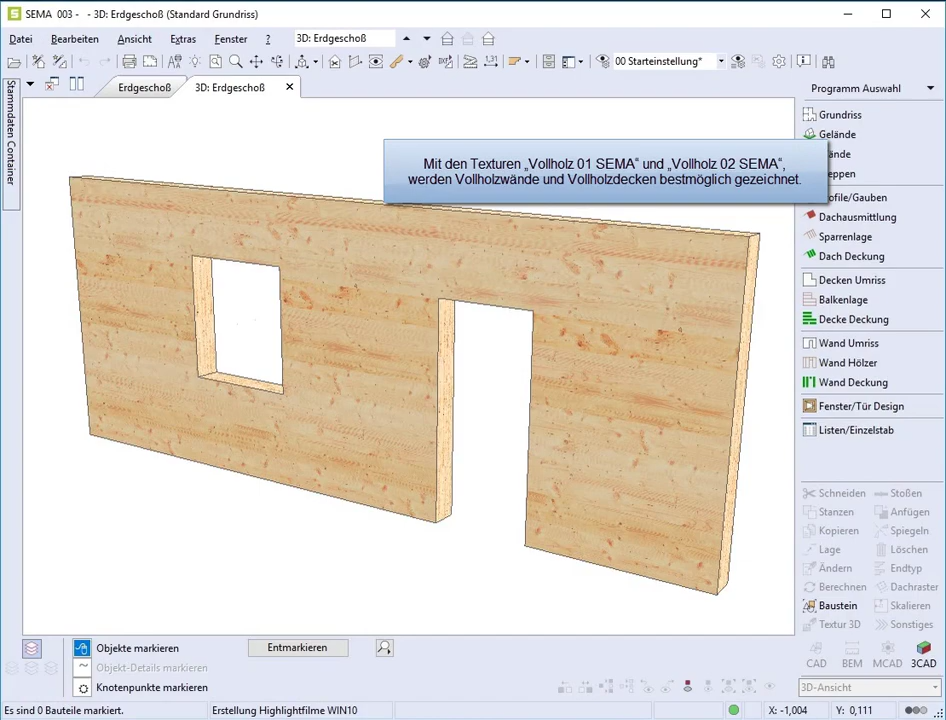 SEMA 003 - - 3D: Erdgeschoß (Standard Grundriss)
Datei Bearbeiten Ansicht Extras Fenster ? 3D: Erdgeschoß
00 Starteinstellung*
Erdgeschoß 3D: Erdgeschoß
Stammdaten Container
Programm Auswahl
Grundriss
Gelände
Mit den Texturen „Vollholz 01 SEMA“ und „Vollholz 02 SEMA“,
werden Vollholzwände und Vollholzdecken bestmöglich gezeichnet.
Dachausmittlung
Sparrenlage
Dach Deckung
Decken Umriss
Balkenlage
Decke Deckung
Wand Umriss
Wand Hölzer
Wand Deckung
Fenster/Tür Design
Listen/Einzelstab
Schneiden Stoßen
Stanzen Anfügen
Kopieren Spiegeln
Lage Löschen
Ändern Endtyp
Berechnen Dachraster
Baustein Skalieren
Textur 3D Sonstiges
CAD BEM MCAD 3CAD
3D-Ansicht
Objekte markieren Entmarkieren
Objekt-Details markieren
Knotenpunkte markieren
Es sind 0 Bauteile markiert. Erstellung Highlightfilme WIN10 X: -1,004 Y: 0,111